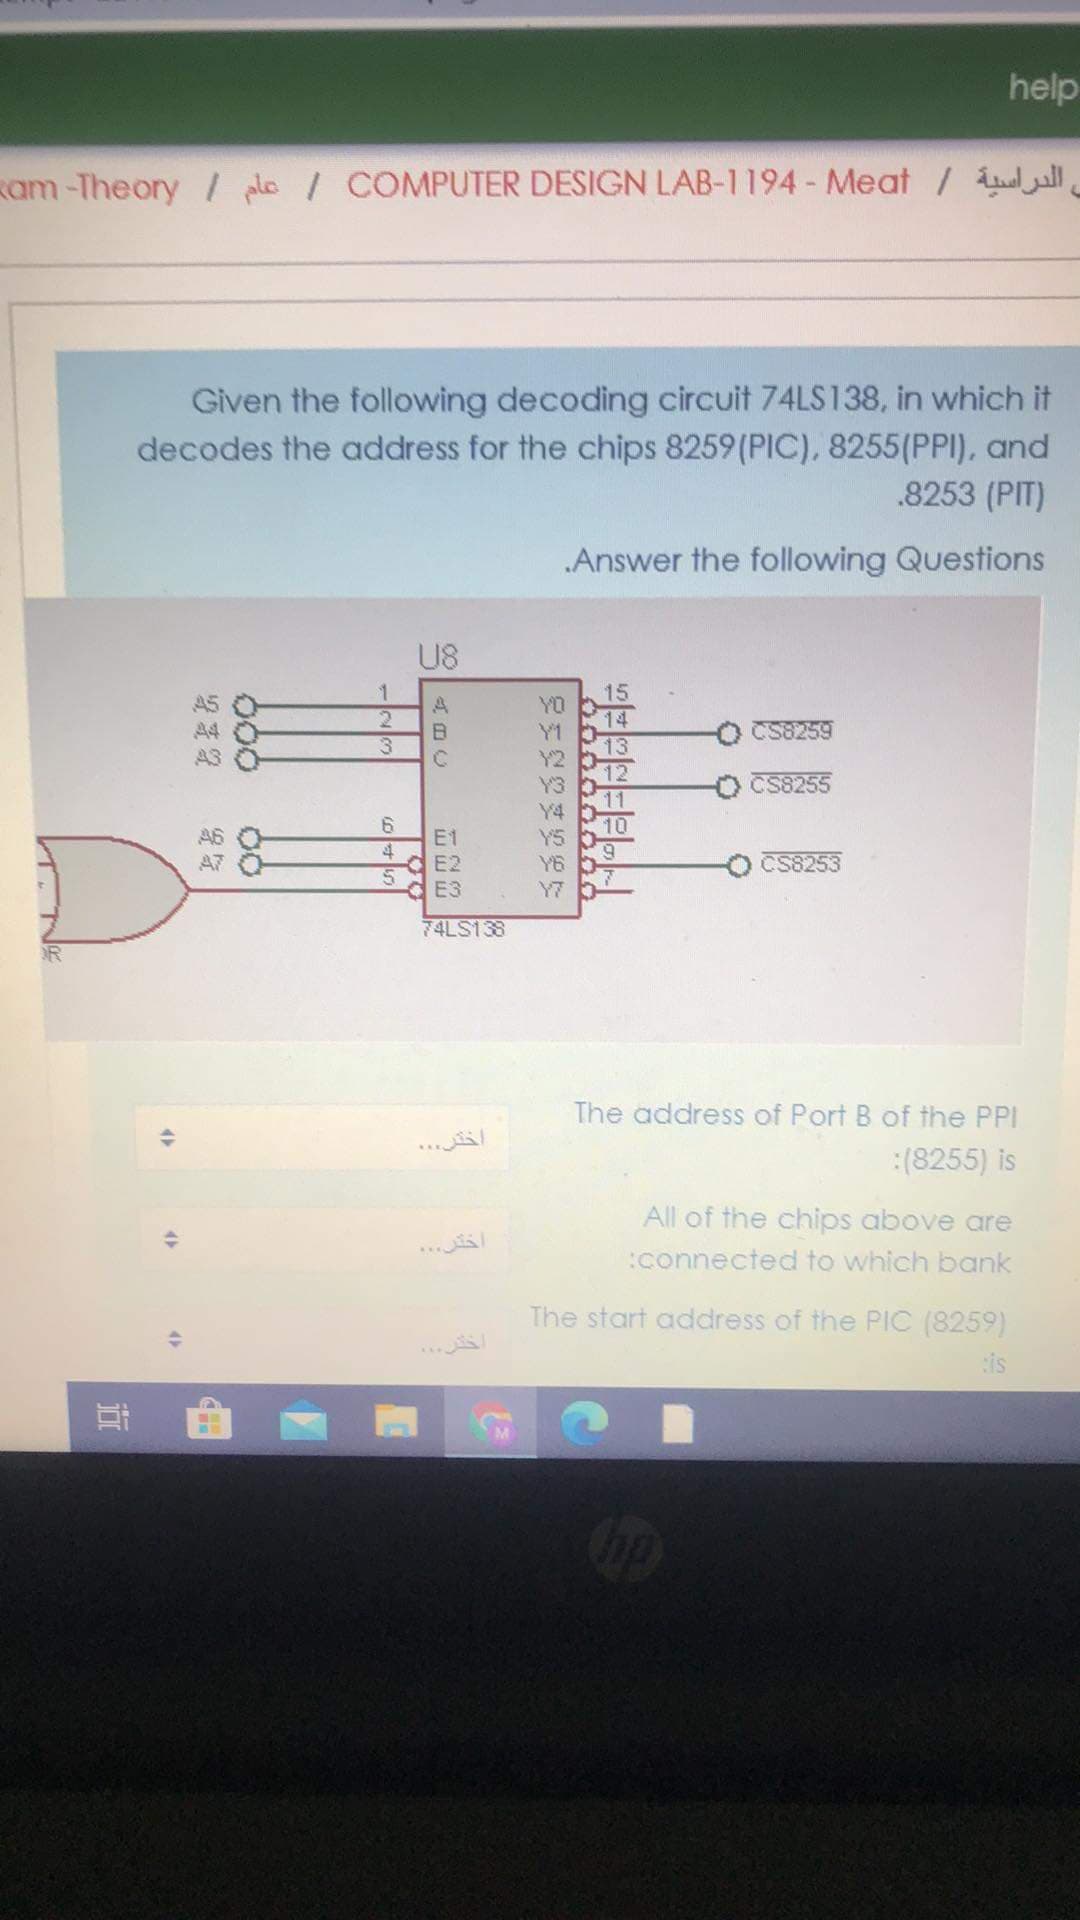 help
-Theory / عام / COMPUTER DESIGN LAB-1194 - Meat / الدراسية
Given the following decoding circuit 74LS138, in which it
decodes the address for the chips 8259(PIC), 8255(PPI), and
.8253 (PIT)
.Answer the following Questions
U8
A5 1 A Y0 15
A4 2 B Y1 14 CS8259
A3 3 C Y2 13
Y3 12 CS8255
Y4 11
A6 6 E1 Y5 10
A7 4 E2 Y6 9 CS8253
5 E3 Y7 7
74LS138
The address of Port B of the PPI
:(8255) is
اختر...
All of the chips above are
:connected to which bank
اختر...
The start address of the PIC (8259)
:is
اختر...
M
hp